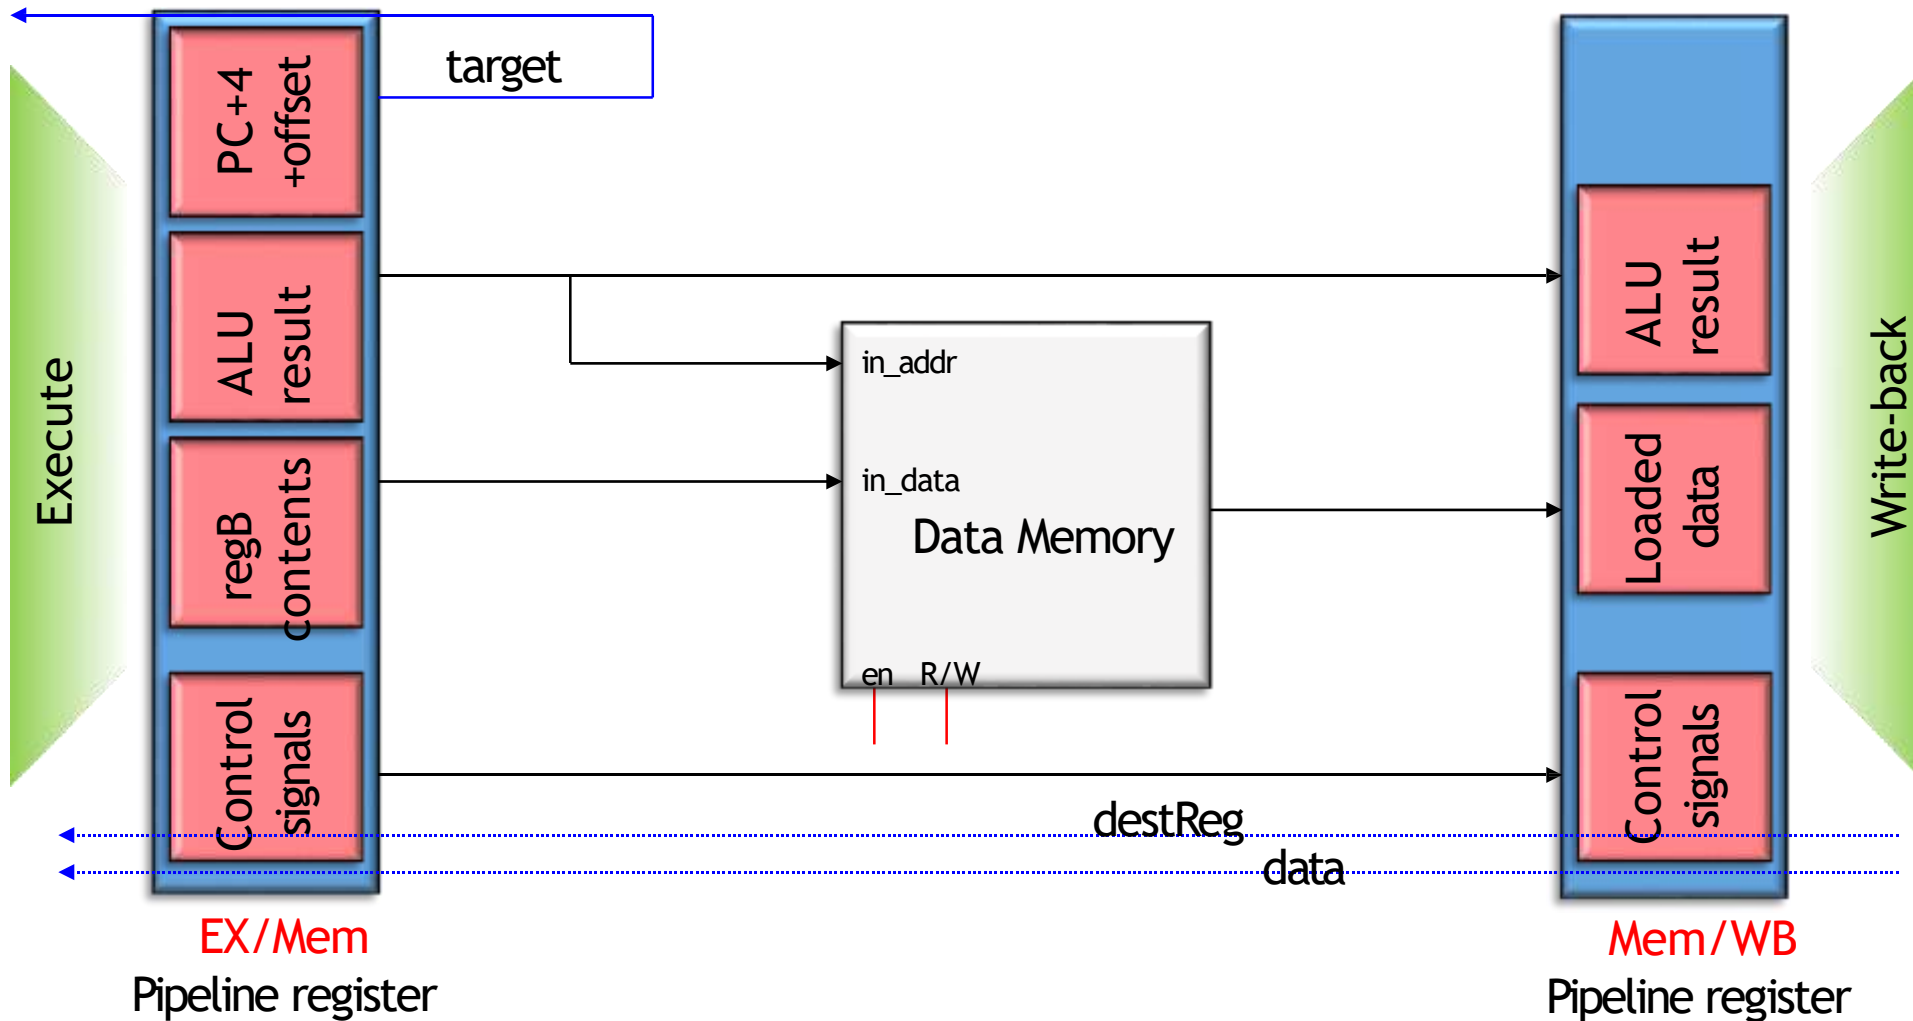 target
PC+4
+offset
ALU
result
regB
contents
Control
signals
Execute
in_addr
in_data
Data Memory
en R/W
destReg
data
ALU
result
Loaded
data
Control
signals
Write-back
EX/Mem
Pipeline register
Mem/WB
Pipeline register